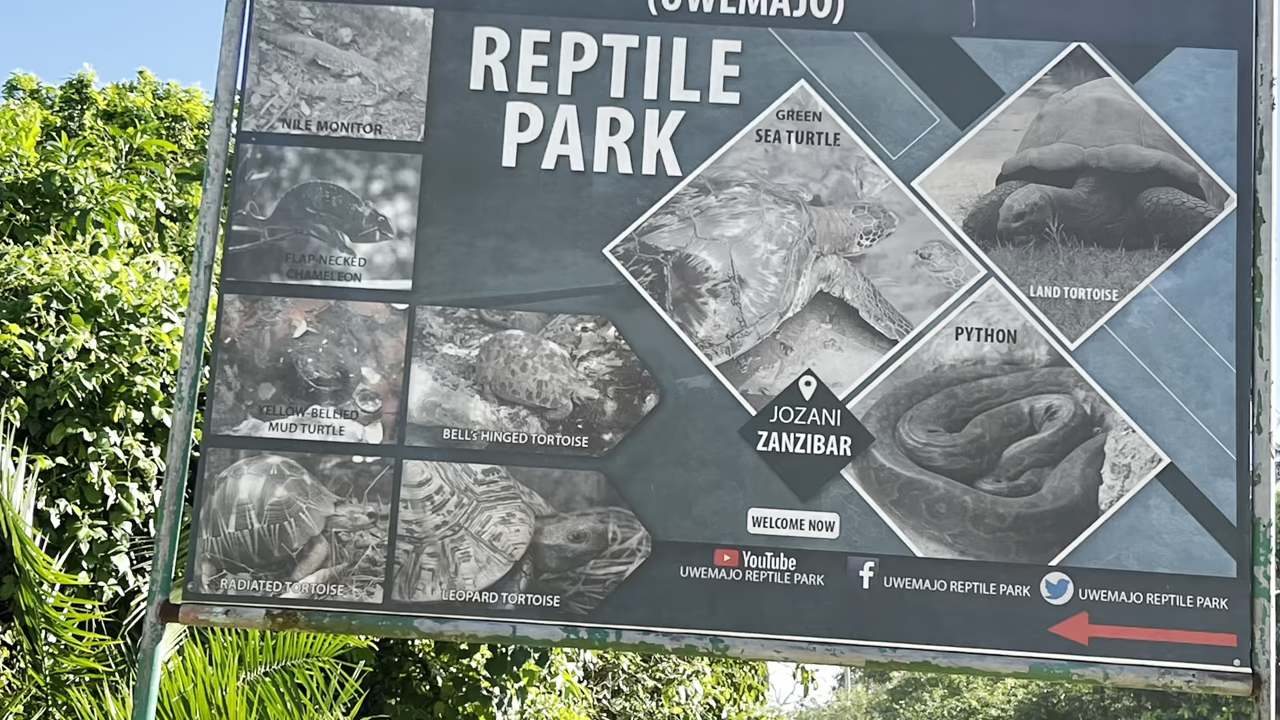 (UWEMAJO)
REPTILE
PARK
NILE MONITOR
FLAP-NECKED
CHAMELEON
YELLOW-BELLIED
MUD TURTLE
BELL's HINGED TORTOISE
RADIATED TORTOISE
LEOPARD TORTOISE
GREEN
SEA TURTLE
LAND TORTOISE
PYTHON
JOZANI
ZANZIBAR
WELCOME NOW
YouTube
UWEMAJO REPTILE PARK
f UWEMAJO REPTILE PARK
UWEMAJO REPTILE PARK